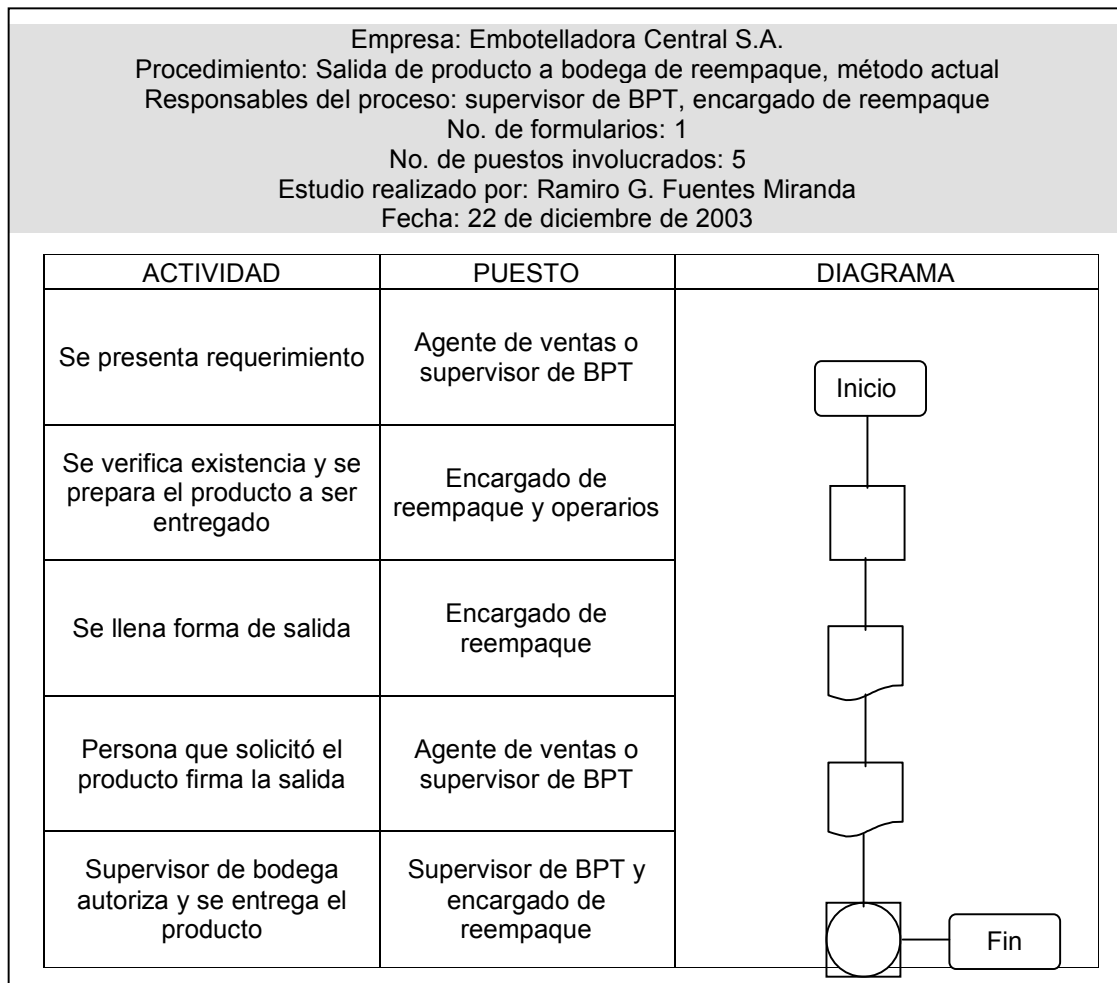 Empresa: Embotelladora Central S.A.
Procedimiento: Salida de producto a bodega de reempaque, método actual
Responsables del proceso: supervisor de BPT, encargado de reempaque
No. de formularios: 1
No. de puestos involucrados: 5
Estudio realizado por: Ramiro G. Fuentes Miranda
Fecha: 22 de diciembre de 2003
ACTIVIDAD
PUESTO
DIAGRAMA
Se presenta requerimiento
Agente de ventas o
supervisor de BPT
Inicio
Se verifica existencia y se
prepara el producto a ser
entregado
Encargado de
reempaque y operarios
Se llena forma de salida
Encargado de
reempaque
Persona que solicitó el
producto firma la salida
Agente de ventas o
supervisor de BPT
Supervisor de bodega
autoriza y se entrega el
producto
Supervisor de BPT y
encargado de
reempaque
Fin